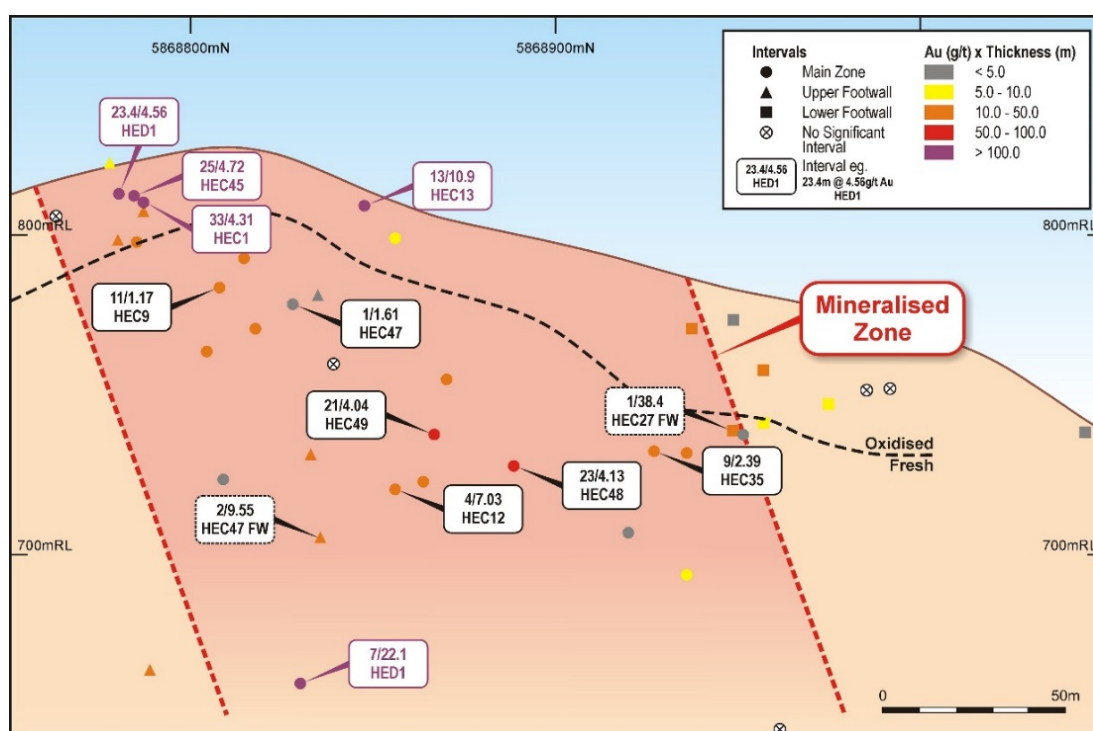 5868800mN
5868900mN
Intervals
Main Zone
Upper Footwall
Lower Footwall
No Significant
Interval
23.4/4.56
HED1
Interval eg.
23.4m @ 4.56g/t Au
HED1
Au (g/t) x Thickness (m)
< 5.0
5.0 - 10.0
10.0 - 50.0
50.0 - 100.0
> 100.0
23.4/4.56
HED1
25/4.72
HEC45
13/10.9
HEC13
33/4.31
HEC1
800mRL
800mRL
11/1.17
HEC9
1/1.61
HEC47
Mineralised
Zone
21/4.04
HEC49
1/38.4
HEC27 FW
Oxidised
Fresh
9/2.39
HEC35
23/4.13
HEC48
4/7.03
HEC12
2/9.55
HEC47 FW
700mRL
700mRL
7/22.1
HED1
0
50m